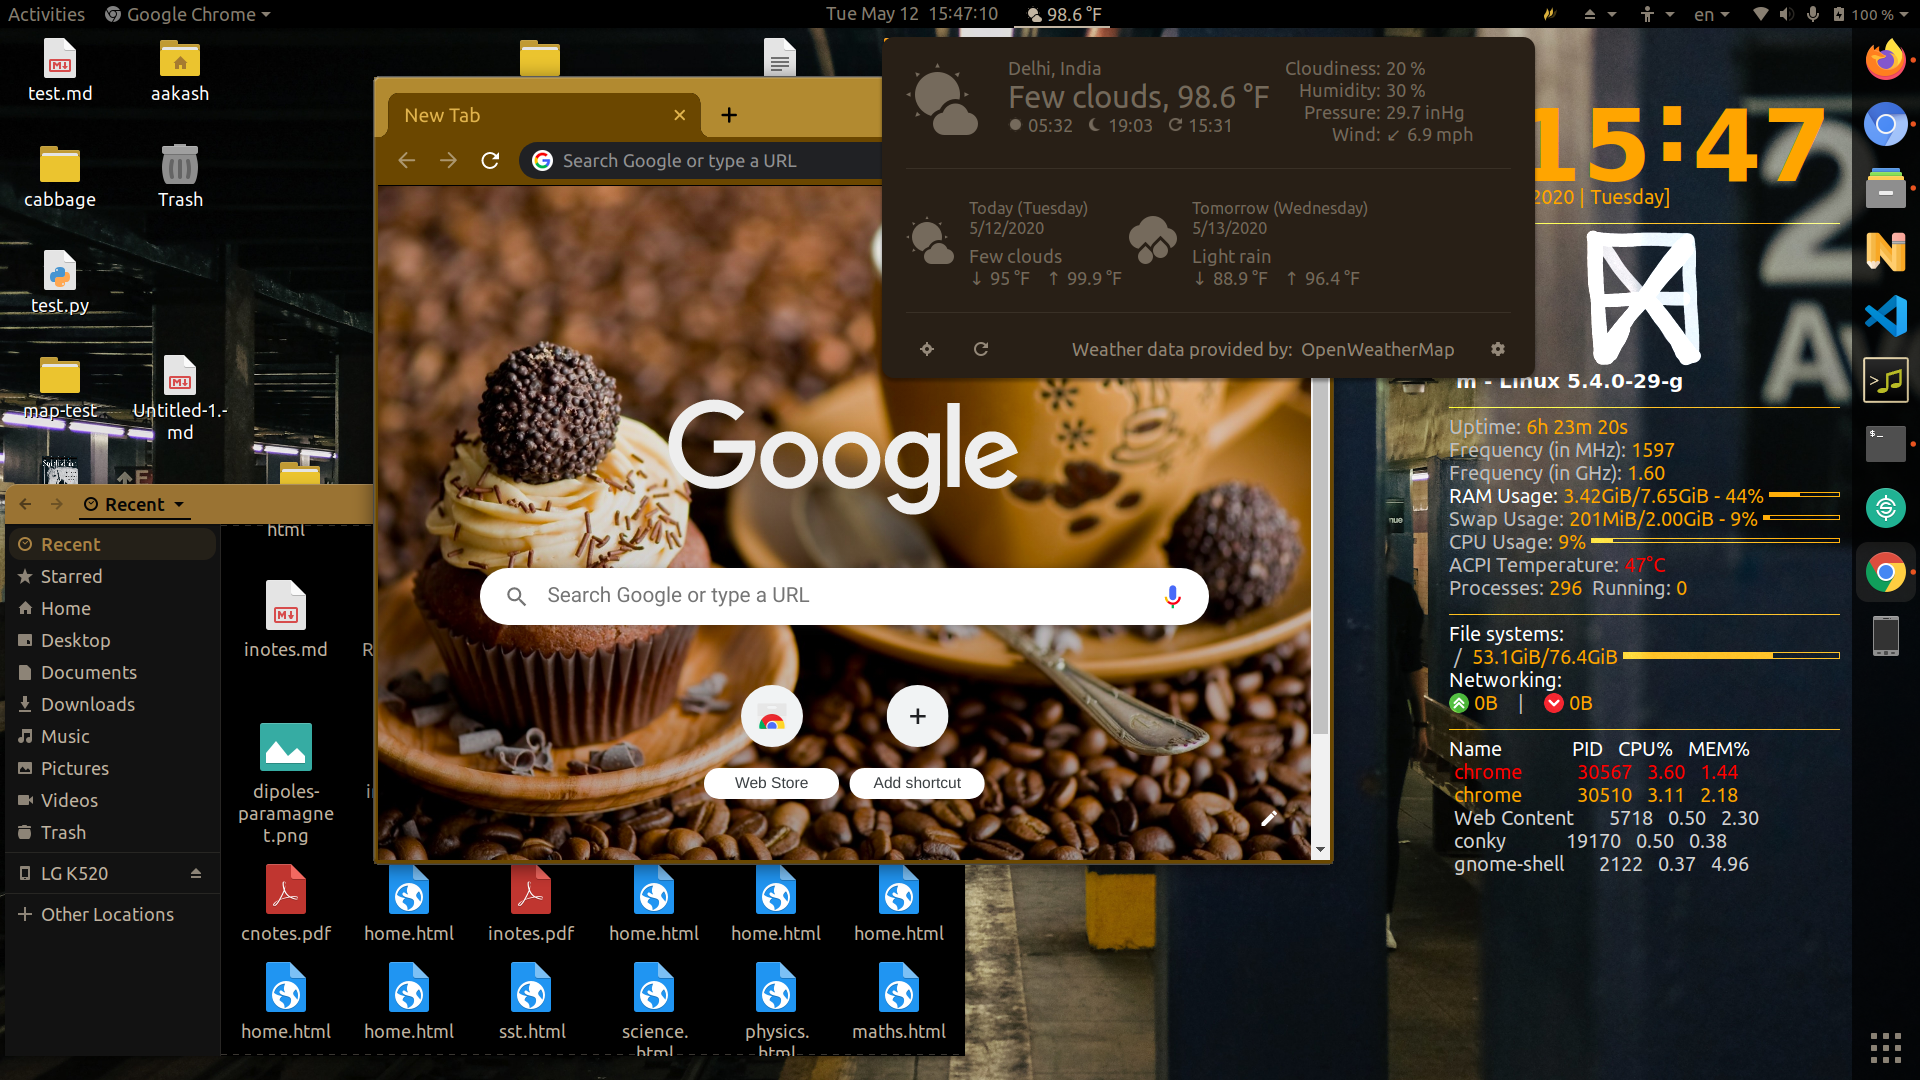 Activities
Google Chrome
Tue May 12 15:47:10
98.6 °F
en
100 %
test.md
aakash
cabbage
Trash
test.py
map-test
Untitled-1.-
md
New Tab
Search Google or type a URL
Delhi, India
Few clouds, 98.6 °F
05:32 19:03 15:31
Cloudiness: 20 %
Humidity: 30 %
Pressure: 29.7 inHg
Wind: ↙ 6.9 mph
Today (Tuesday)
5/12/2020
Few clouds
↓ 95 °F ↑ 99.9 °F
Tomorrow (Wednesday)
5/13/2020
Light rain
↓ 88.9 °F ↑ 96.4 °F
Weather data provided by: OpenWeatherMap
Google
Search Google or type a URL
Web Store
Add shortcut
15:47
2020 | Tuesday]
m - Linux 5.4.0-29-g
Uptime: 6h 23m 20s
Frequency (in MHz): 1597
Frequency (in GHz): 1.60
RAM Usage: 3.42GiB/7.65GiB - 44%
Swap Usage: 201MiB/2.00GiB - 9%
CPU Usage: 9%
ACPI Temperature: 47°C
Processes: 296 Running: 0
File systems:
/ 53.1GiB/76.4GiB
Networking:
0B | 0B
Name PID CPU% MEM%
chrome 30567 3.60 1.44
chrome 30510 3.11 2.18
Web Content 5718 0.50 2.30
conky 19170 0.50 0.38
gnome-shell 2122 0.37 4.96
Recent
Recent
Starred
Home
Desktop
Documents
Downloads
Music
Pictures
Videos
Trash
LG K520
Other Locations
html
inotes.md
R
dipoles-
paramagne
t.png
cnotes.pdf
home.html
inotes.pdf
home.html
home.html
home.html
home.html
home.html
sst.html
science.
html
physics.
html
maths.html